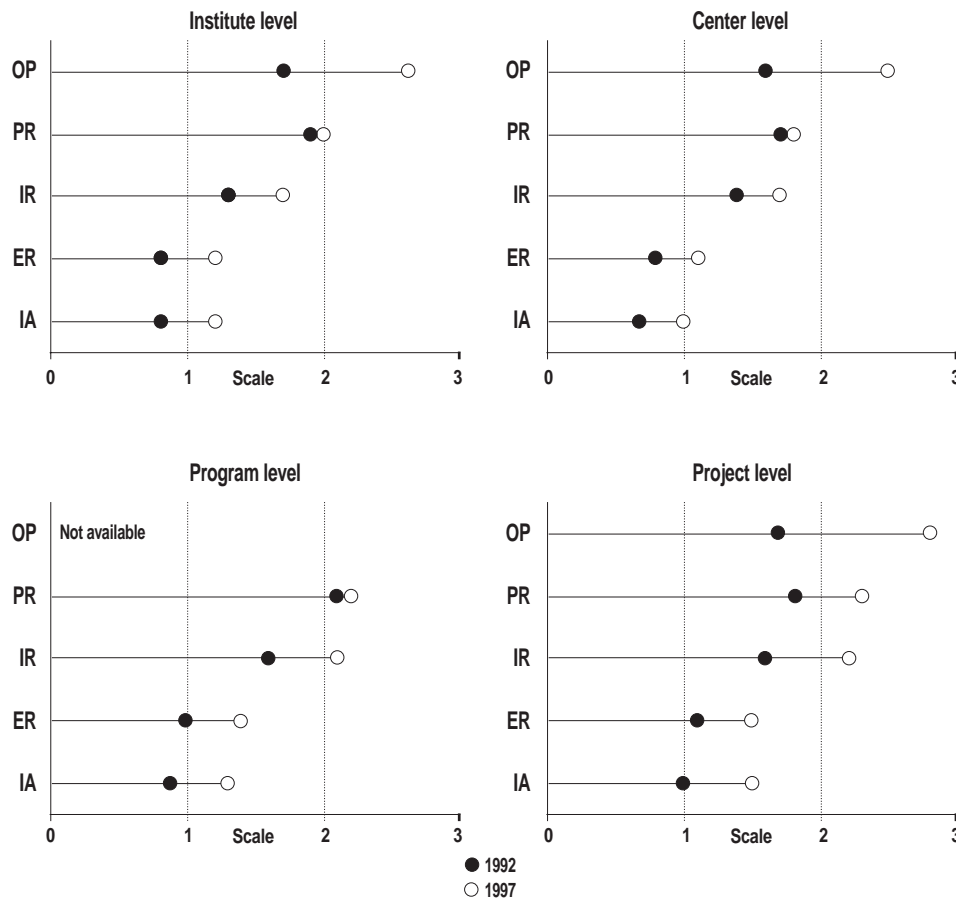 Institute level
OP
PR
IR
ER
IA
0 1 Scale 2 3
Center level
OP
PR
IR
ER
IA
0 1 Scale 2 3
Program level
OP Not available
PR
IR
ER
IA
0 1 Scale 2 3
Project level
OP
PR
IR
ER
IA
0 1 Scale 2 3
1992
1997